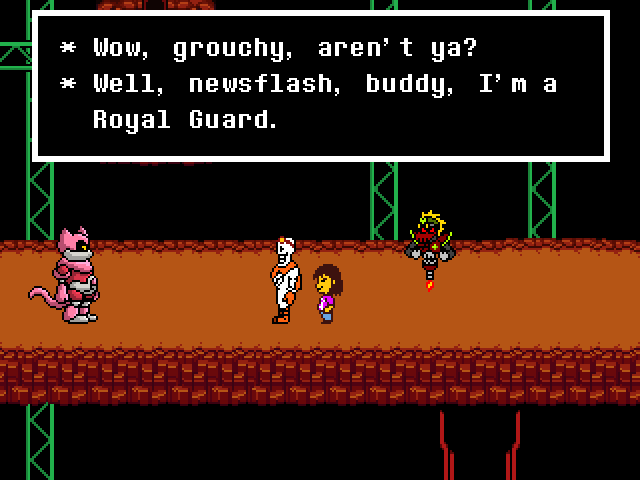 * Wow, grouchy, aren't ya?
* Well, newsflash, buddy, I'm a
Royal Guard.